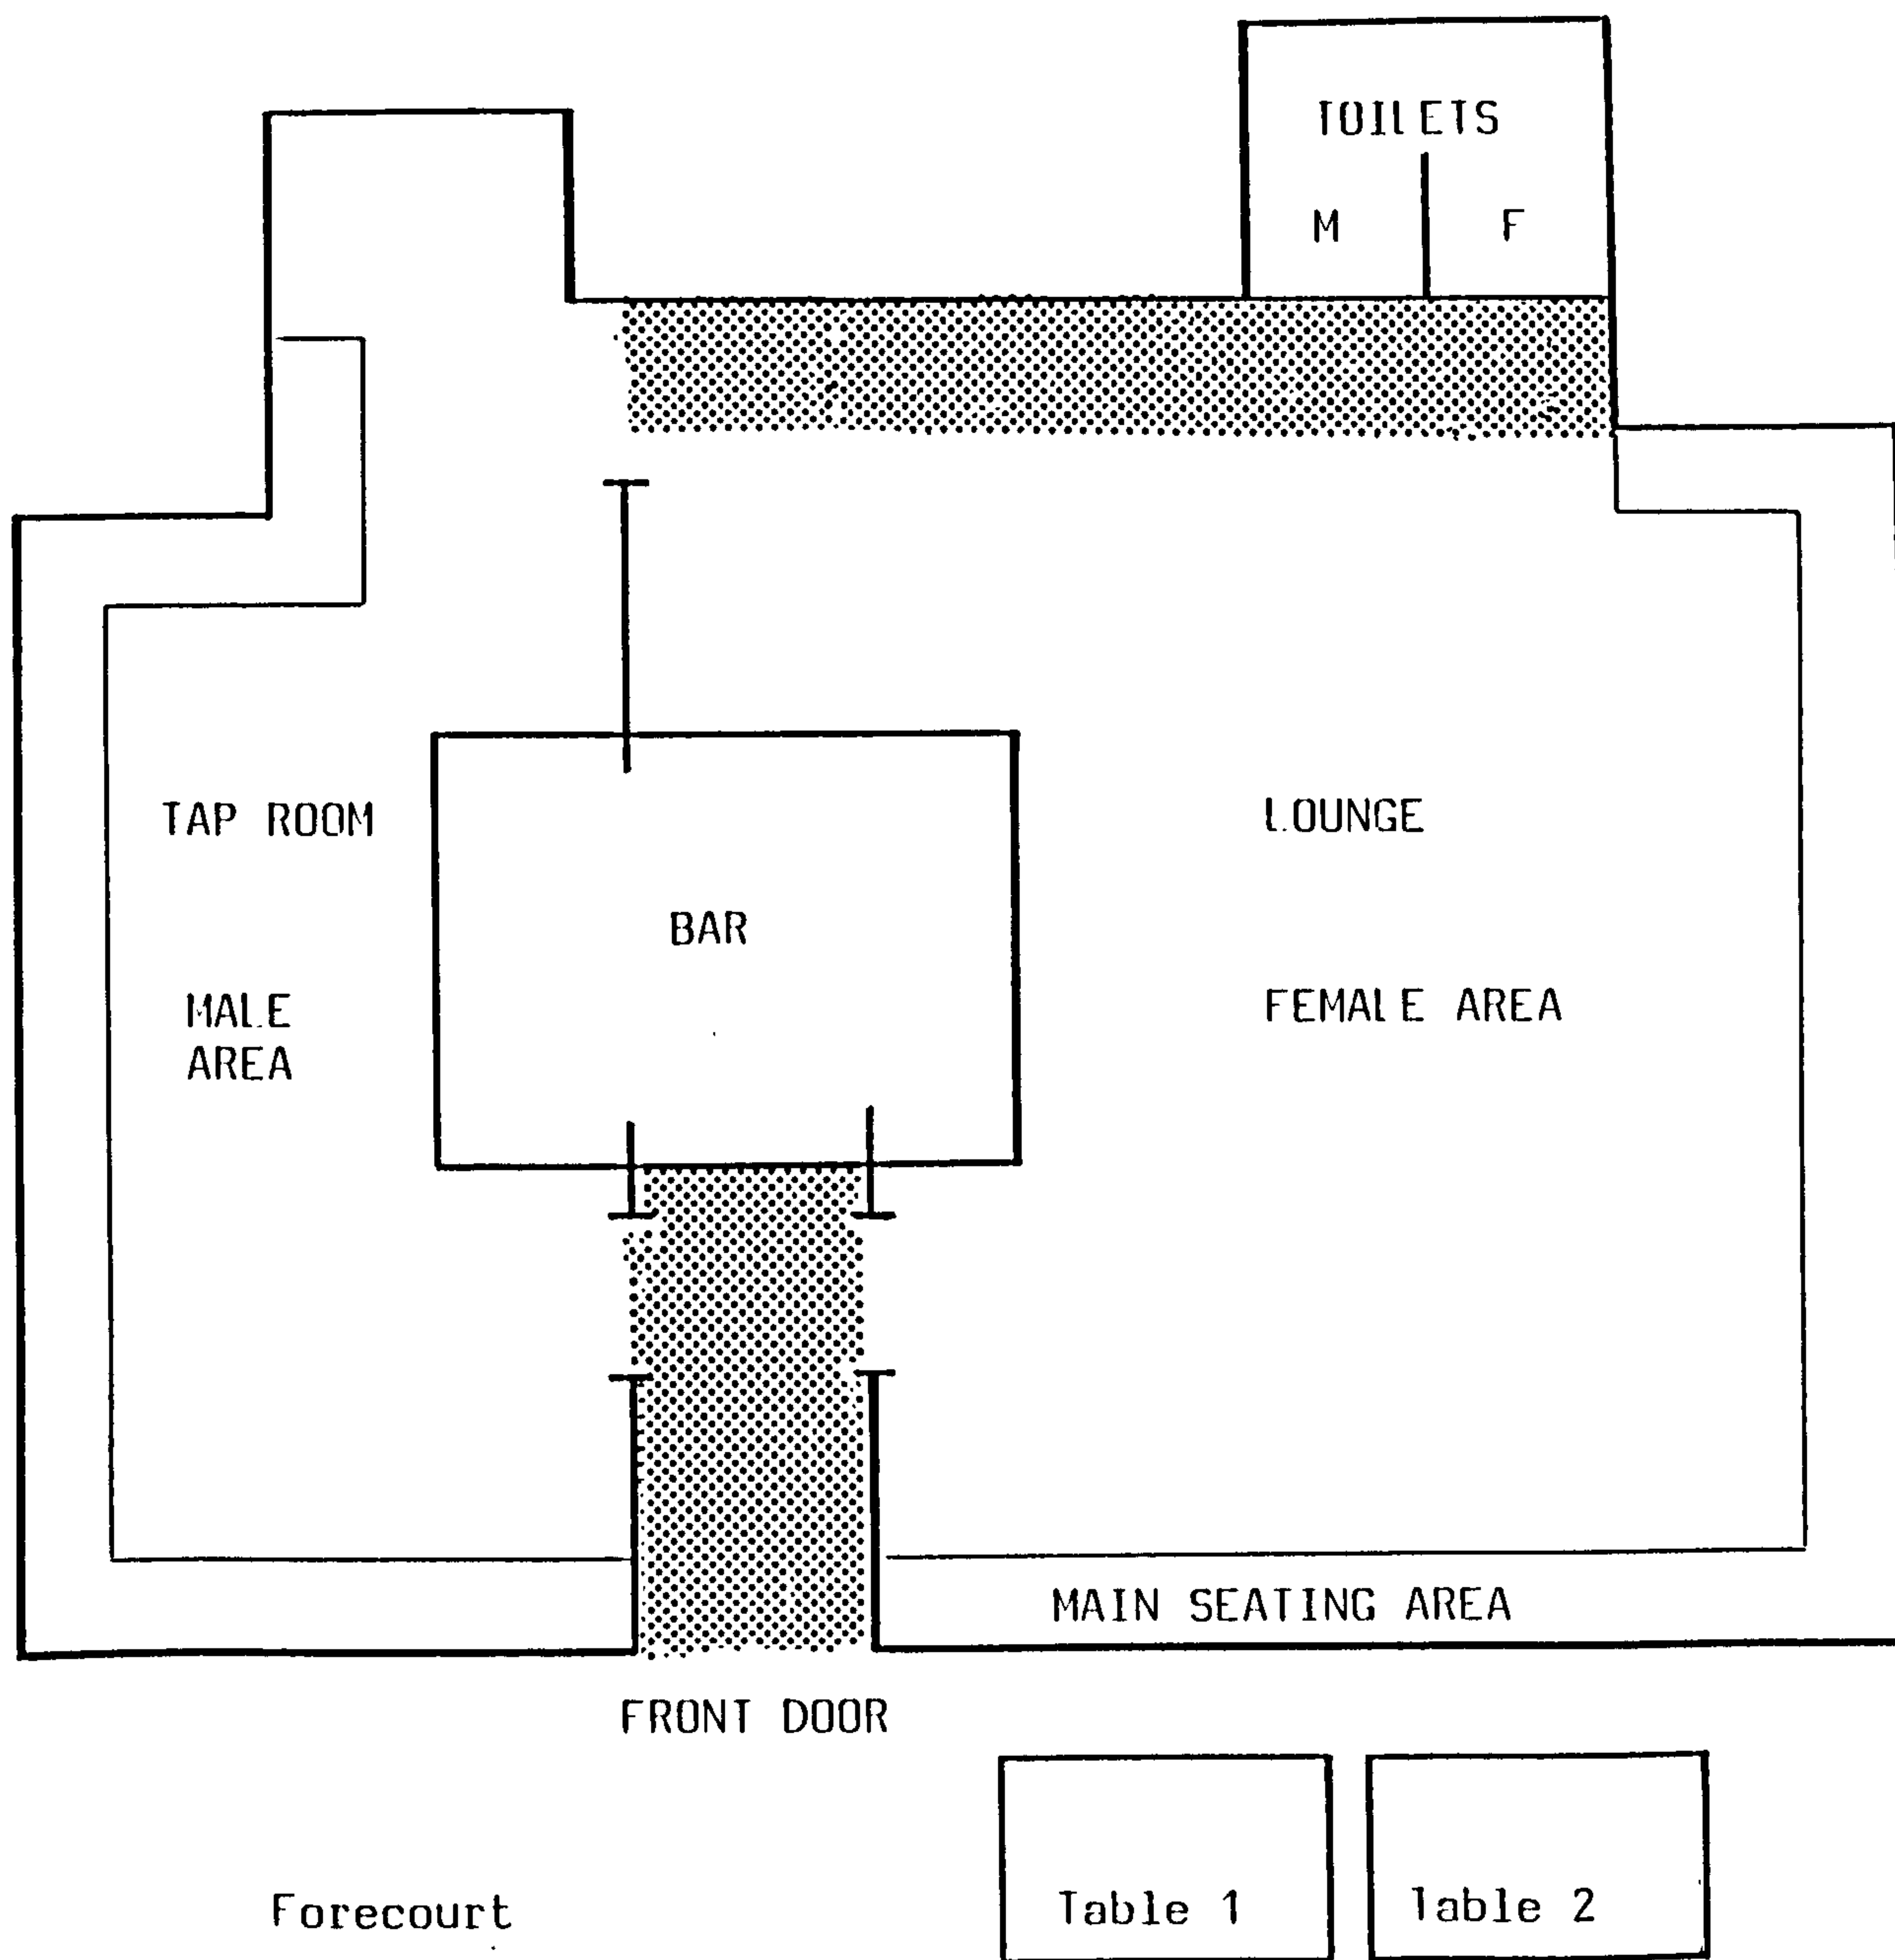 TOILETS
M F
TAP ROOM
LOUNGE
BAR
MALE
AREA
FEMALE AREA
MAIN SEATING AREA
FRONT DOOR
Forecourt
Table 1
Table 2